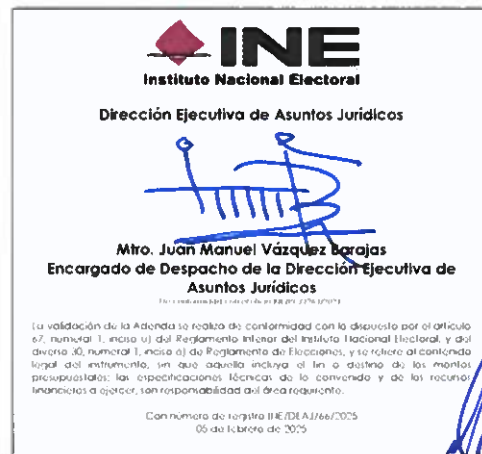 INE
Instituto Nacional Electoral
Dirección Ejecutiva de Asuntos Jurídicos
Mtro. Juan Manuel Vázquez Barajas
Encargado de Despacho de la Dirección Ejecutiva de
Asuntos Jurídicos
La validación de la Adenda se realiza de conformidad con lo dispuesto por el artículo
67, numeral 1, inciso u) del Reglamento Interior del Instituto Nacional Electoral, y del
diverso 30, numeral 1, inciso a) de Reglamento de Elecciones, y se refiere al contenido
legal del instrumento, sin que aquella incluya el fin o destino de los montos
presupuestales; las especificaciones técnicas de lo convenido y de los recursos
financieros a ejercer, son responsabilidad del área requirente.
Con número de registro INE/DEAJ/66/2025
05 de febrero de 2025